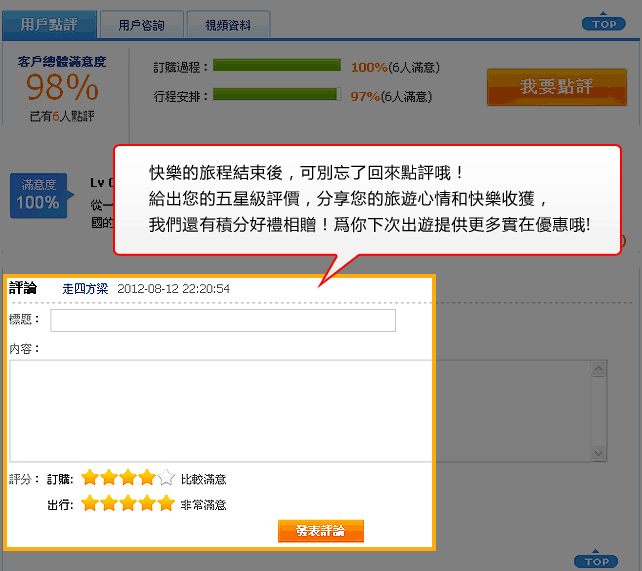 用戶點評 用戶咨詢 視頻資料 TOP
客戶總體滿意度
98%
已有6人點評
訂購過程： 100%(6人滿意)
行程安排： 97%(6人滿意)
我要點評
滿意度
100%
Lv
從一
國的
快樂的旅程結束後，可別忘了回來點評哦！
給出您的五星級評價，分享您的旅遊心情和快樂收獲，
我們還有積分好禮相贈！爲你下次出遊提供更多實在優惠哦!
評論 走四方梁 2012-08-12 22:20:54
標題：
內容：
評分： 訂購: 比較滿意
出行: 非常滿意
發表評論
TOP